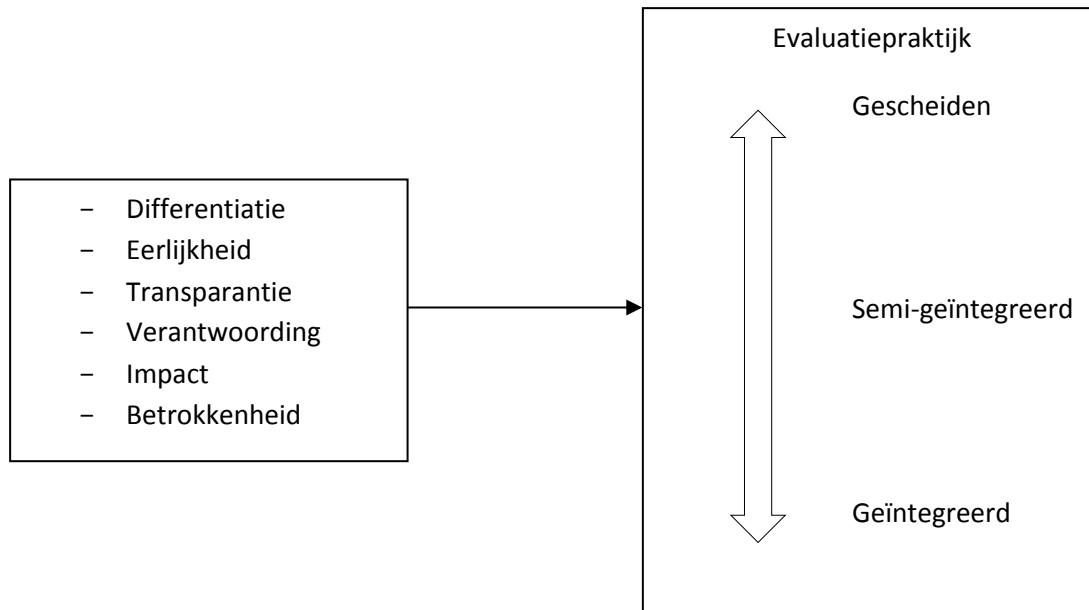 Evaluatiepraktijk
Gescheiden
– Differentiatie
– Eerlijkheid
– Transparantie
– Verantwoording
– Impact
– Betrokkenheid
Semi-geïntegreerd
Geïntegreerd